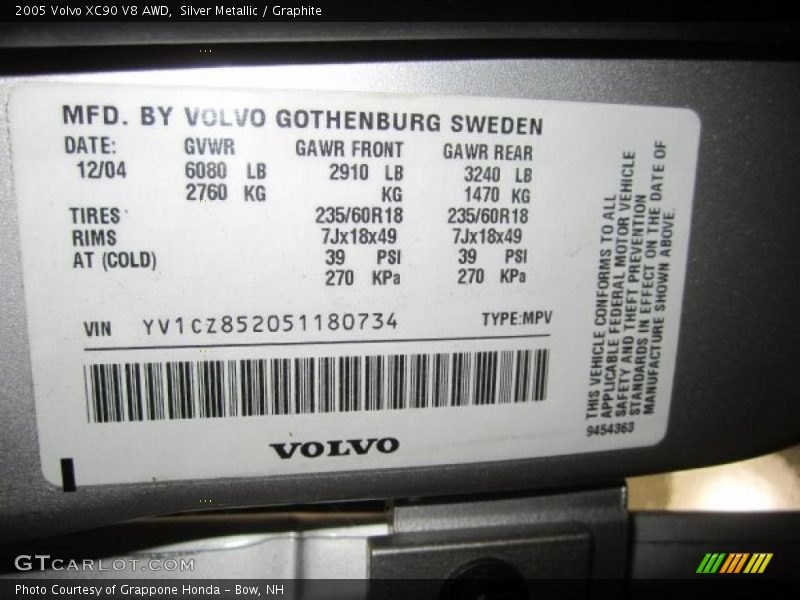 2005 Volvo XC90 V8 AWD,  Silver Metallic / Graphite
MFD. BY VOLVO GOTHENBURG SWEDEN
DATE: GVWR GAWR FRONT GAWR REAR
12/04 6080 LB 2910 LB 3240 LB
2760 KG KG 1470 KG
TIRES 235/60R18 235/60R18
RIMS 7Jx18x49 7Jx18x49
AT (COLD) 39 PSI 39 PSI
270 KPa 270 KPa
VIN YV1CZ852051180734 TYPE:MPV
VOLVO
THIS VEHICLE CONFORMS TO ALL
APPLICABLE FEDERAL MOTOR VEHICLE
SAFETY AND THEFT PREVENTION
STANDARDS IN EFFECT ON THE DATE OF
MANUFACTURE SHOWN ABOVE.
9454363
GTCARLOT.COM
Photo Courtesy of Grappone Honda - Bow, NH